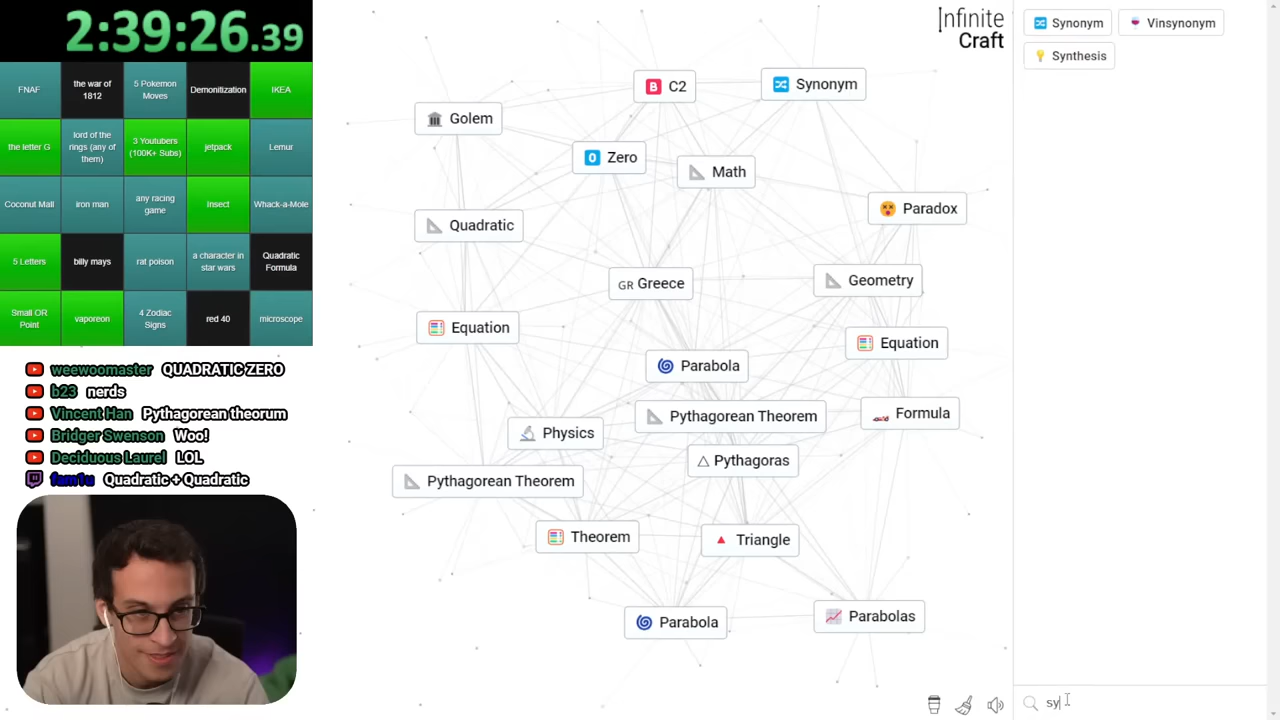 2:39:26.39
FNAF
the war of
1812
5 Pokemon
Moves
Demonitization
IKEA
the letter G
lord of the
rings (any of
them)
3 Youtubers
(100K+ Subs)
jetpack
Lemur
Coconut Mall
iron man
any racing
game
Insect
Whack-a-Mole
5 Letters
billy mays
rat poison
a character in
star wars
Quadratic
Formula
Small OR
Point
vaporeon
4 Zodiac
Signs
red 40
microscope
weewoomaster QUADRATIC ZERO
b23 nerds
Vincent Han Pythagorean theorum
Bridger Swenson Woo!
Deciduous Laurel LOL
fam1u Quadratic + Quadratic
Infinite
Craft
B C2
Synonym
Golem
0 Zero
Math
Paradox
Quadratic
GR Greece
Geometry
Equation
Equation
Parabola
Pythagorean Theorem
Formula
Physics
Pythagoras
Pythagorean Theorem
Theorem
Triangle
Parabola
Parabolas
Synonym
Vinsynonym
Synthesis
sy